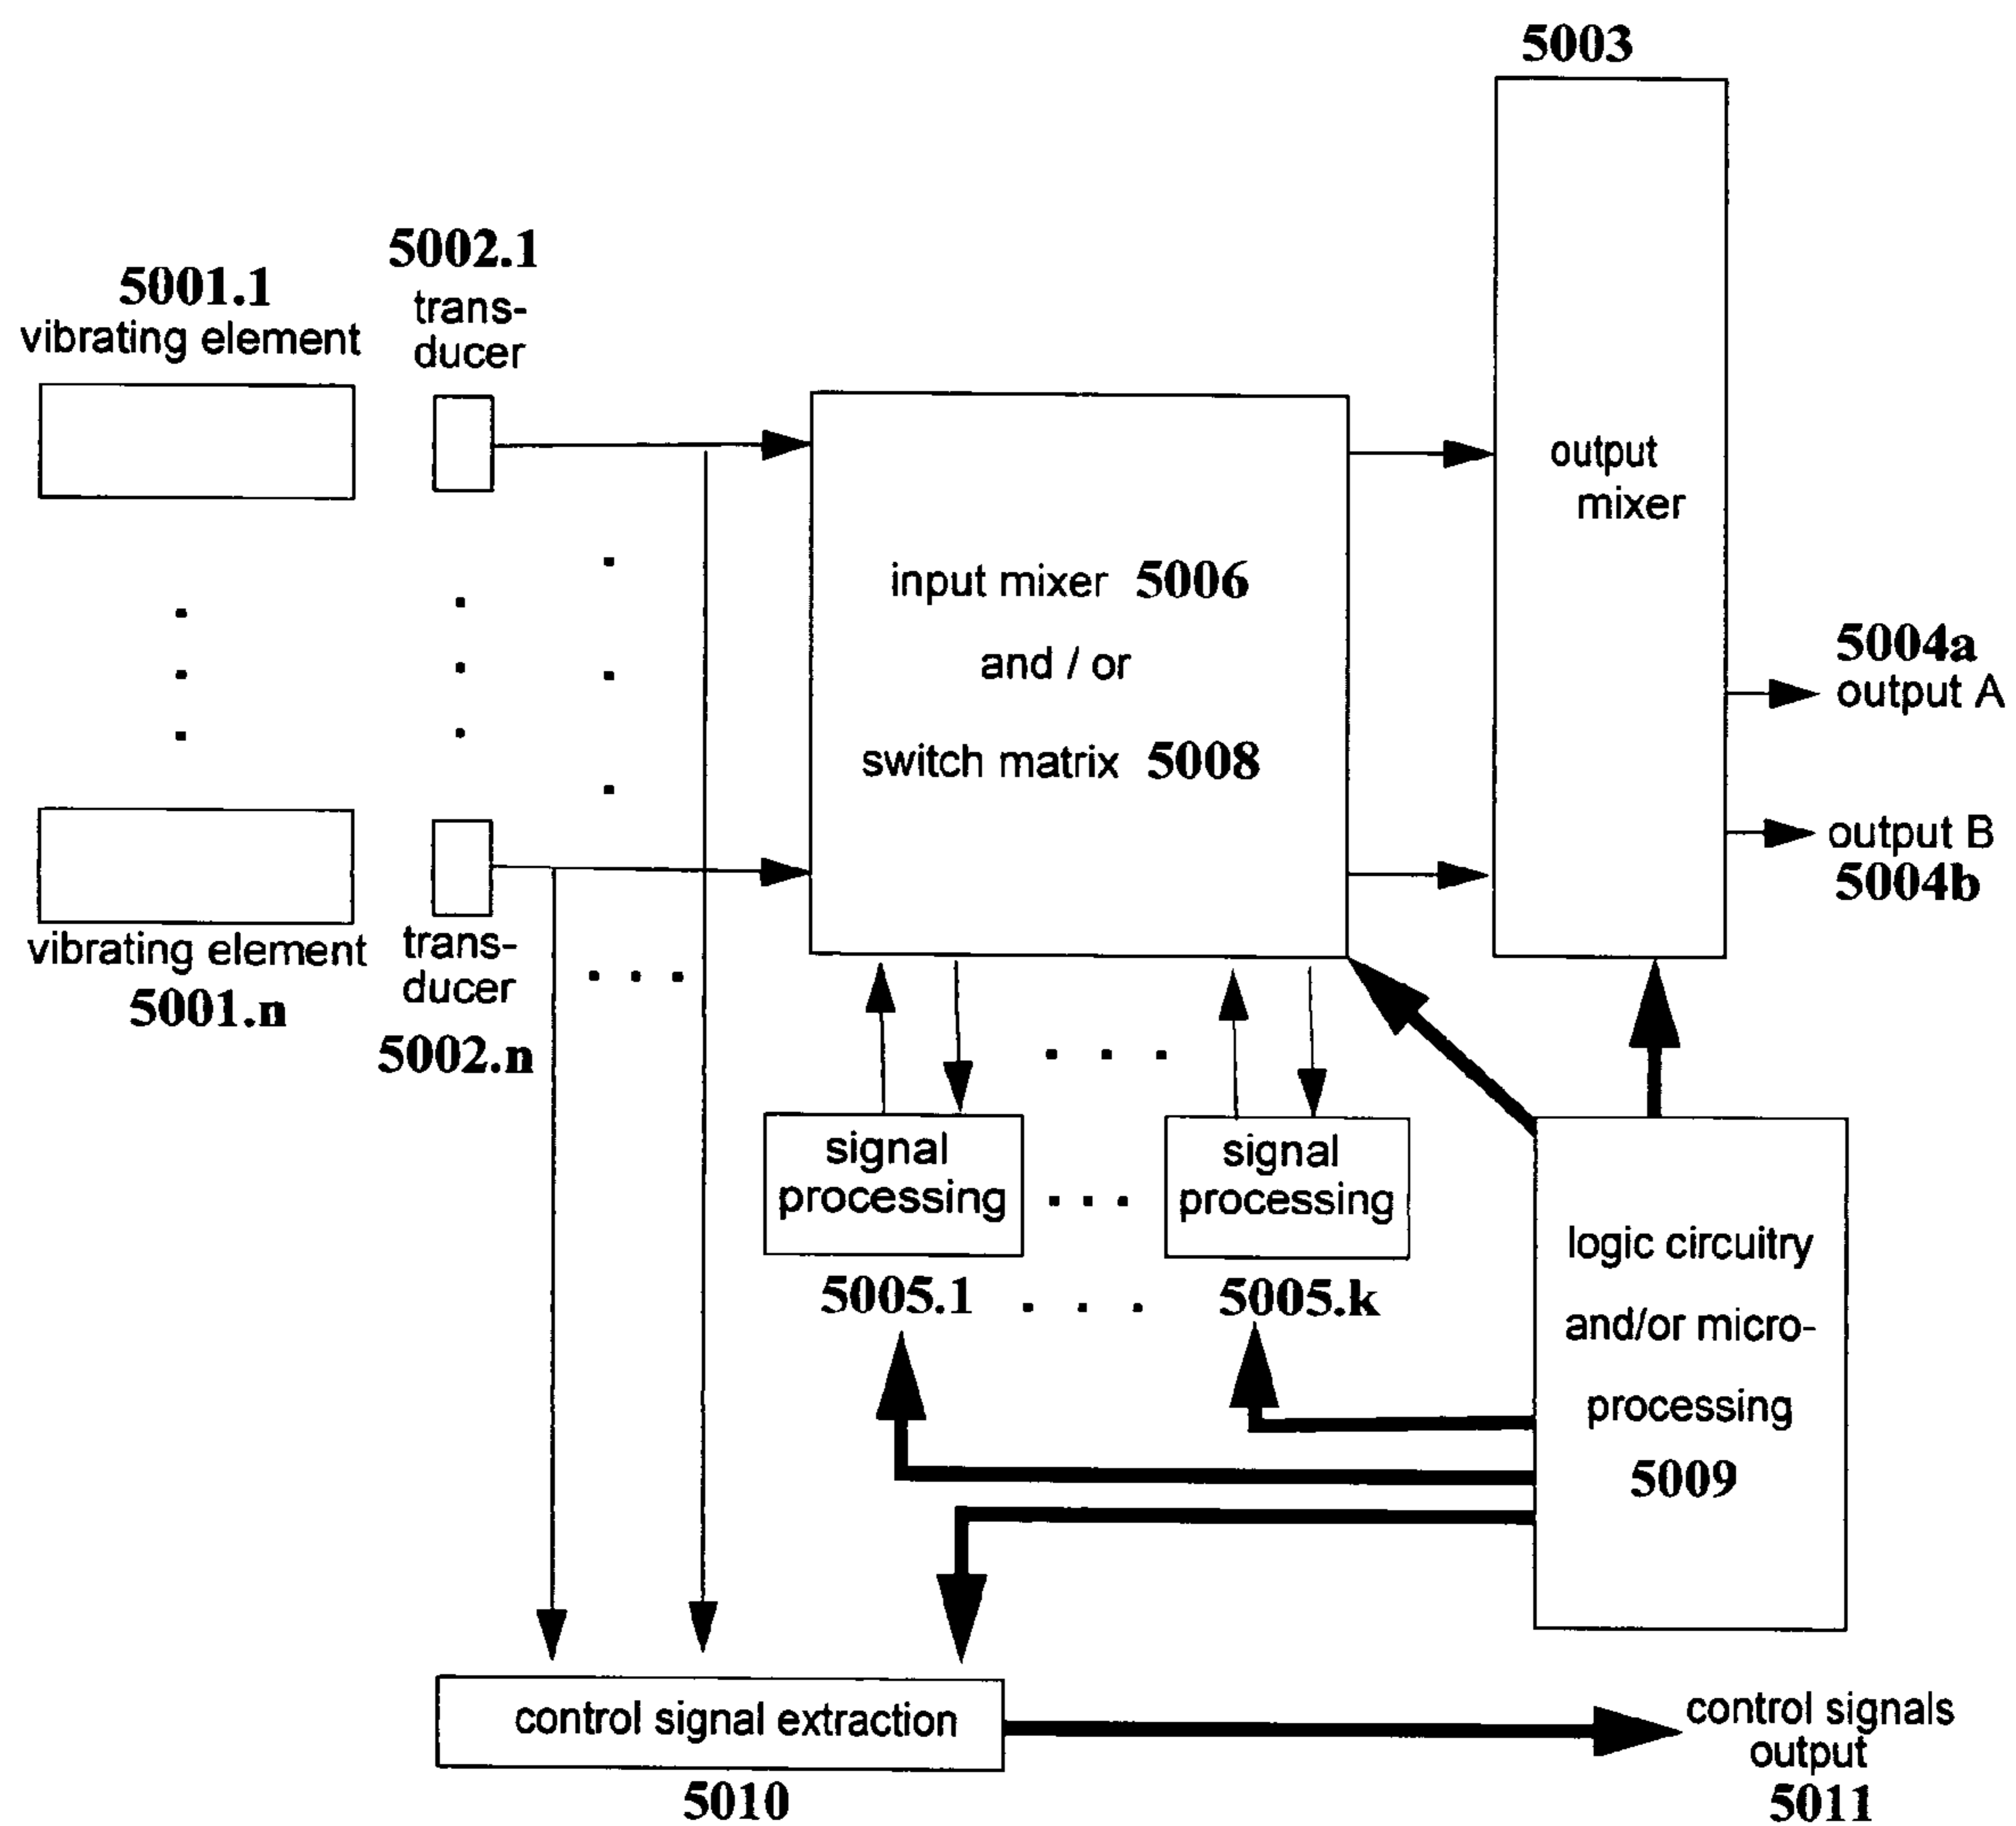 5003
5002.1
trans-
ducer
5001.1
vibrating element
output
mixer
input mixer 5006
and / or
switch matrix 5008
5004a
output A
output B
5004b
vibrating element
5001.n
trans-
ducer
5002.n
signal
processing
5005.1
signal
processing
5005.k
logic circuitry
and/or micro-
processing
5009
control signal extraction
5010
control signals
output
5011